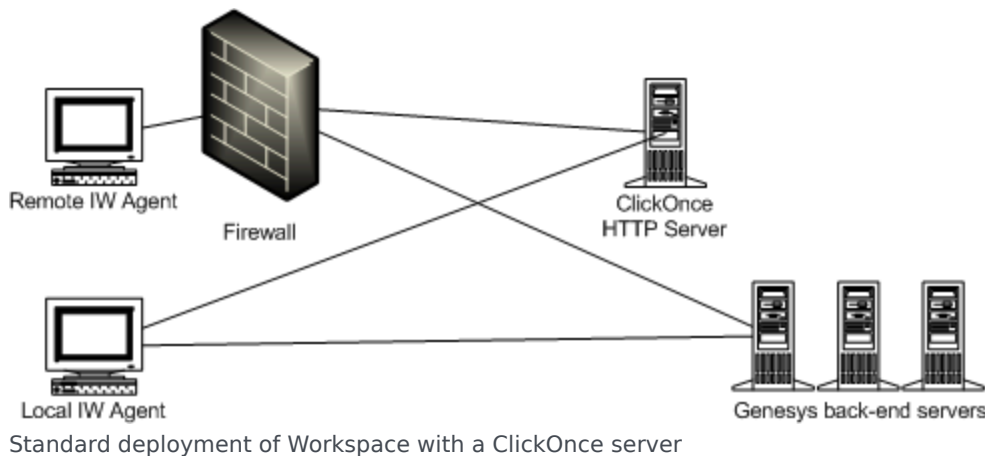 Remote IW Agent
Firewall
ClickOnce
HTTP Server
Local IW Agent
Genesys back-end servers
Standard deployment of Workspace with a ClickOnce server